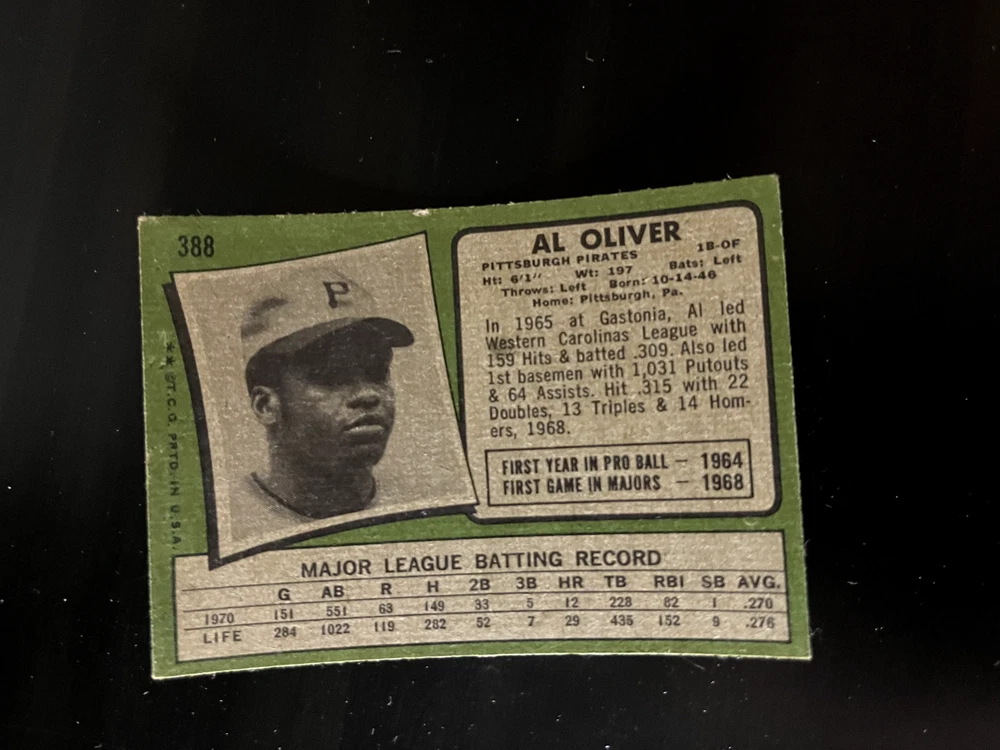 388
P
** ©T.C.G. PRTD. IN U.S.A.
AL OLIVER
PITTSBURGH PIRATES 1B-OF
Ht: 6'1" Wt: 197 Bats: Left
Throws: Left Born: 10-14-46
Home: Pittsburgh, Pa.
In 1965 at Gastonia, Al led
Western Carolinas League with
159 Hits & batted .309. Also led
1st basemen with 1,031 Putouts
& 64 Assists. Hit .315 with 22
Doubles, 13 Triples & 14 Hom-
ers, 1968.
FIRST YEAR IN PRO BALL — 1964
FIRST GAME IN MAJORS — 1968
MAJOR LEAGUE BATTING RECORD
G AB R H 2B 3B HR TB RBI SB AVG.
1970 151 551 63 149 33 5 12 228 82 1 .270
LIFE 284 1022 119 282 52 7 29 435 152 9 .276